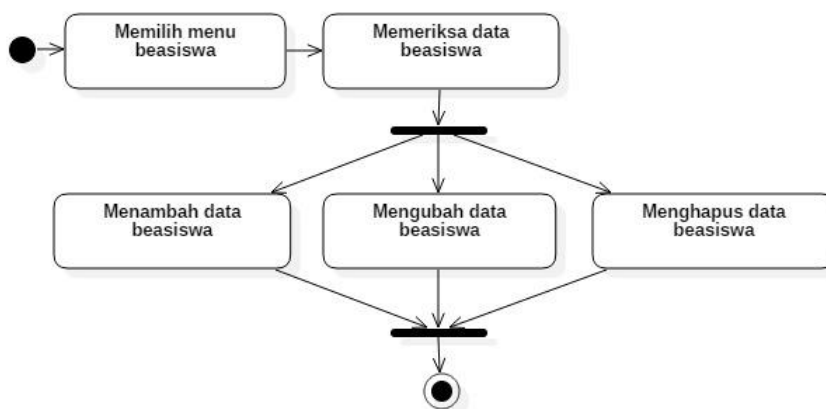 Memilih menu
beasiswa
Memeriksa data
beasiswa
Menambah data
beasiswa
Mengubah data
beasiswa
Menghapus data
beasiswa